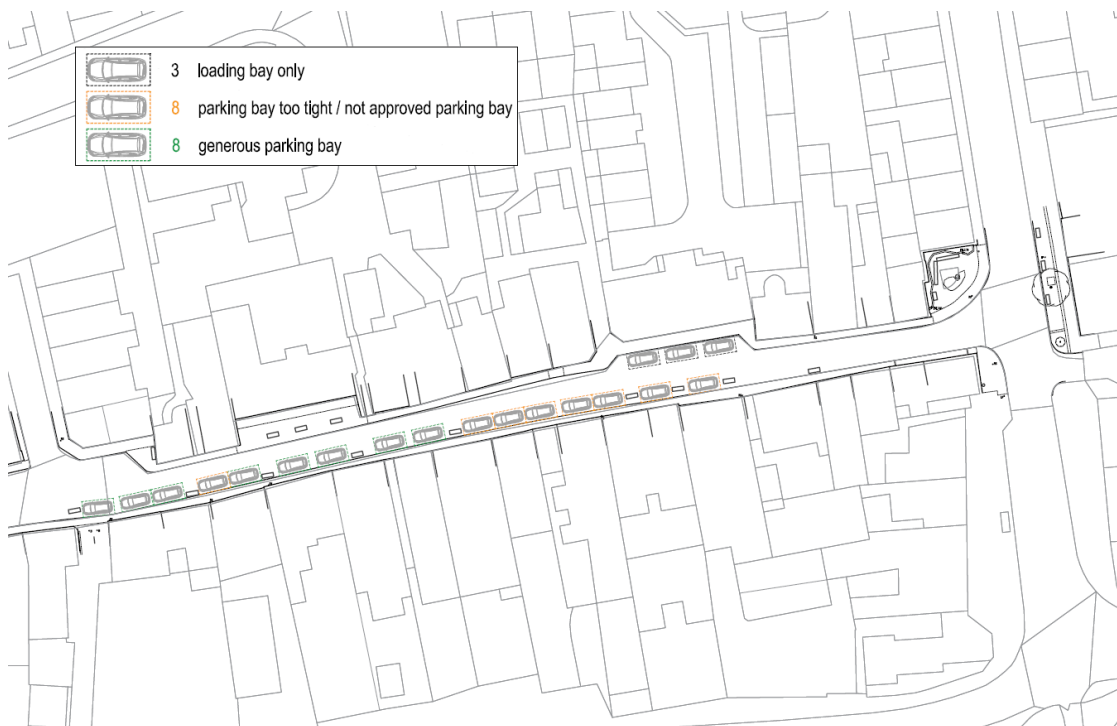 3 loading bay only
8 parking bay too tight / not approved parking bay
8 generous parking bay